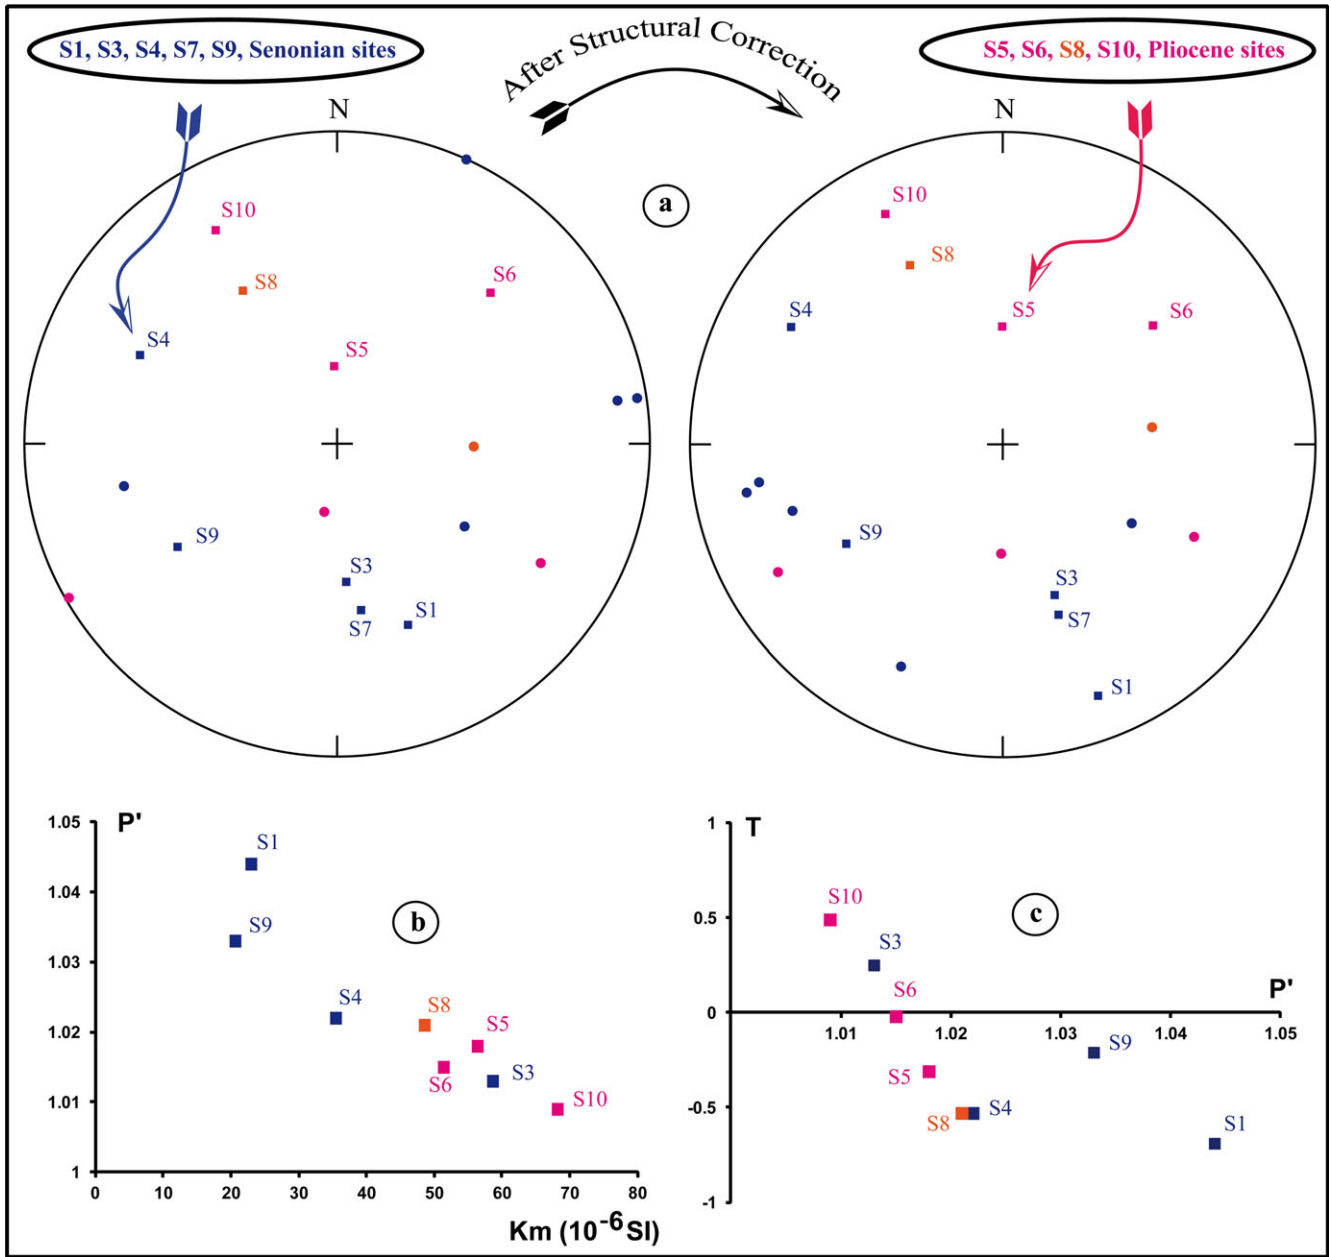 S1, S3, S4, S7, S9, Senonian sites
After Structural Correction
S5, S6, S8, S10, Pliocene sites
N
S10
S8
S6
S4
S5
S9
S3
S1
S7
a
N
S10
S8
S4
S5
S6
S9
S3
S7
S1
1.05
P'
S1
1.04
S9
b
1.03
S4
S8
1.02
S5
S6
S3
1.01
S10
1
0 10 20 30 40 50 60 70 80
Km (10⁻⁶SI)
1
T
S10
c
0.5
S3
S6
P'
0
1.01 1.02 1.03 1.04 1.05
S9
S5
-0.5
S8
S4
S1
-1